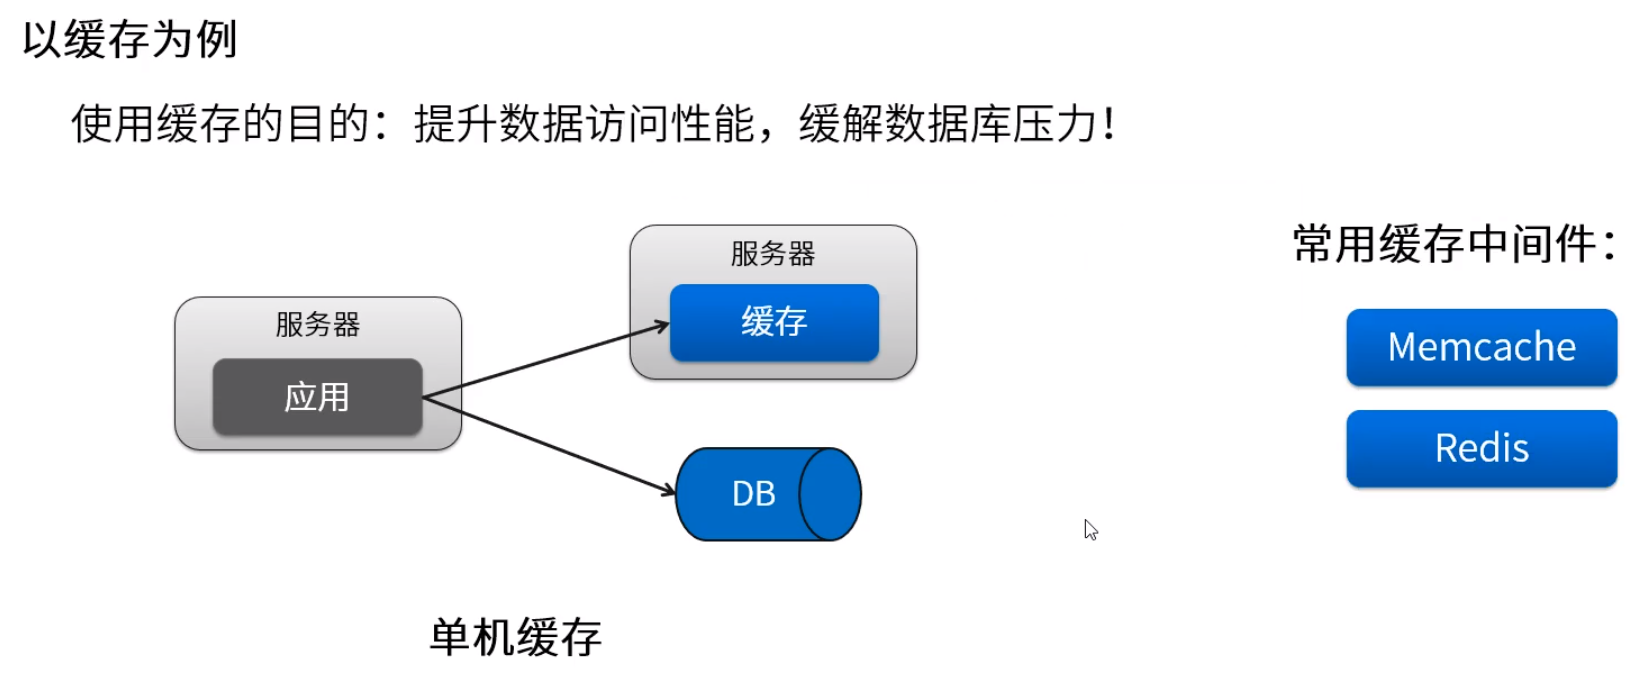 以缓存为例
使用缓存的目的：提升数据访问性能，缓解数据库压力！
服务器
缓存
服务器
应用
DB
单机缓存
常用缓存中间件：
Memcache
Redis